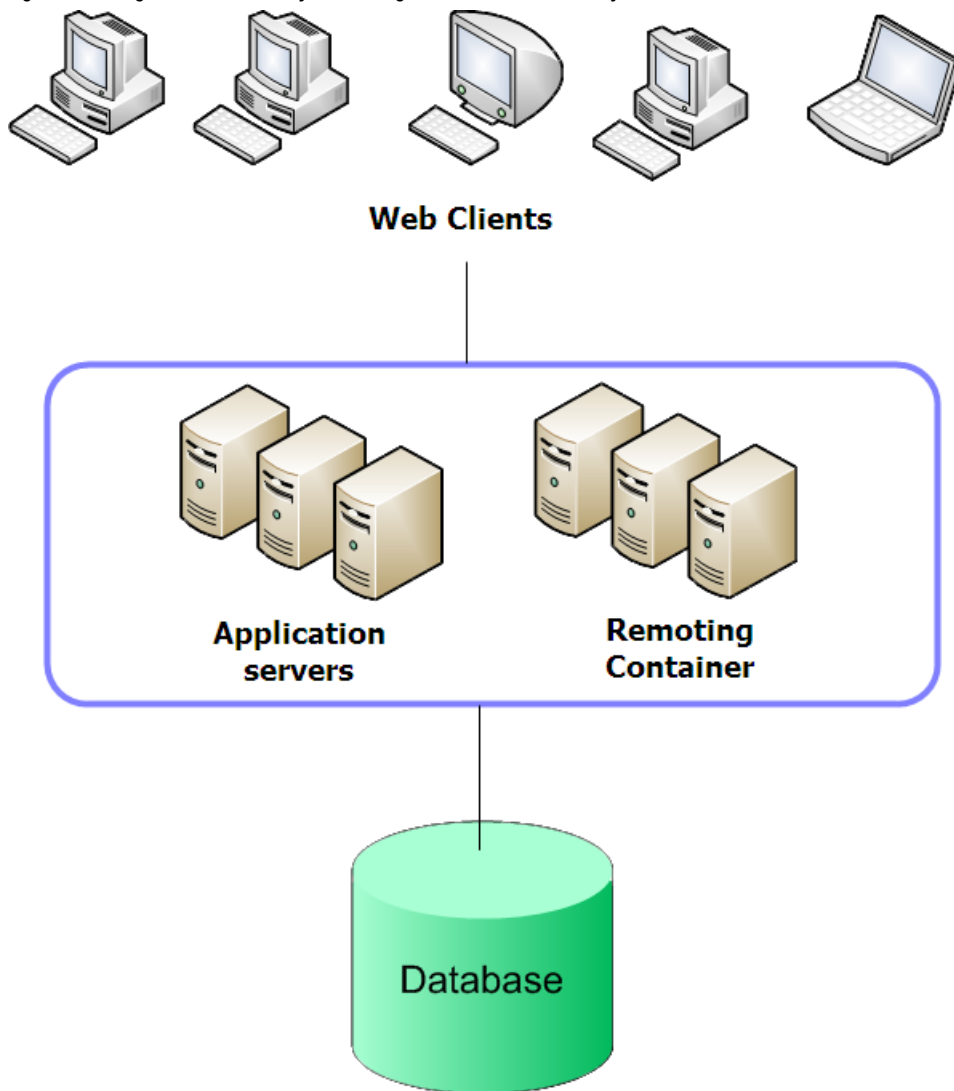 Web Clients
Application
servers
Remoting
Container
Database